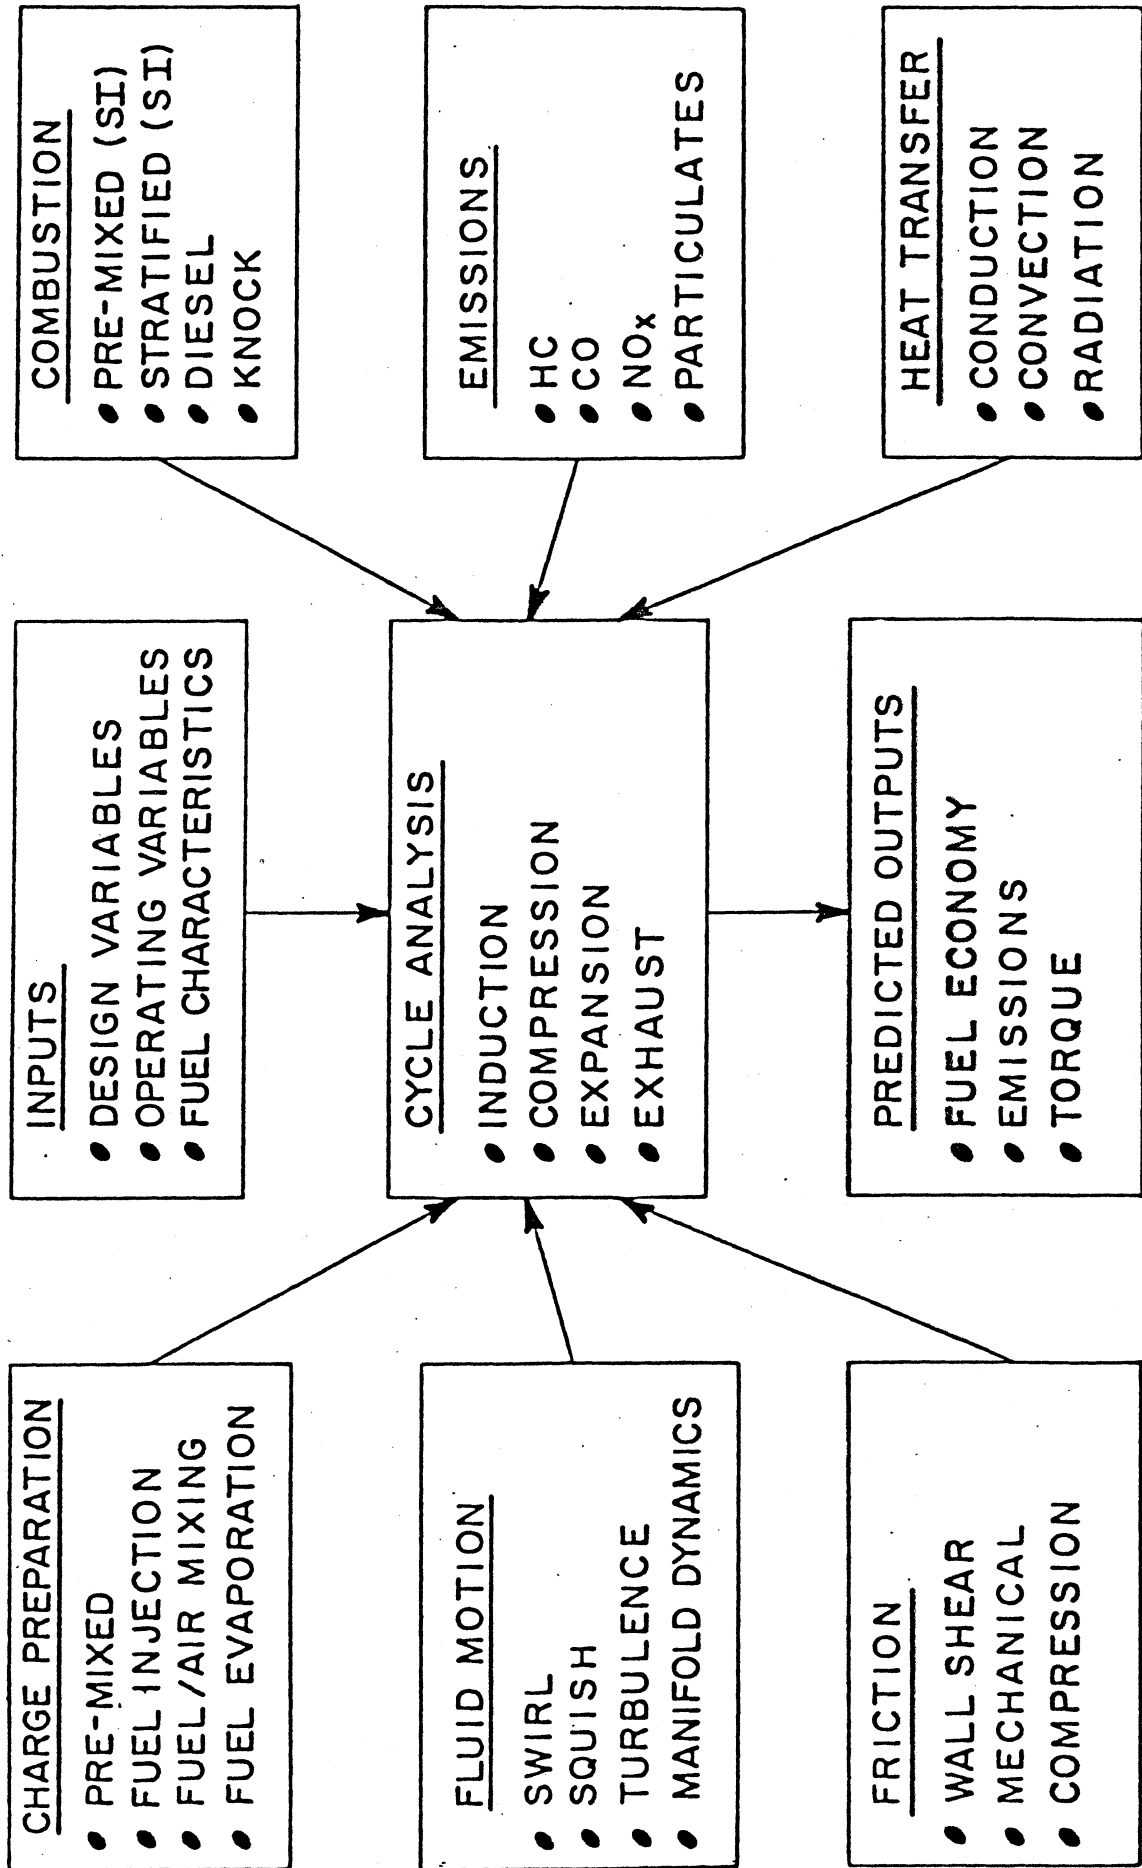 CHARGE PREPARATION
● PRE-MIXED
● FUEL INJECTION
● FUEL/AIR MIXING
● FUEL EVAPORATION
INPUTS
● DESIGN VARIABLES
● OPERATING VARIABLES
● FUEL CHARACTERISTICS
COMBUSTION
● PRE-MIXED (SI)
● STRATIFIED (SI)
● DIESEL
● KNOCK
FLUID MOTION
● SWIRL
● SQUISH
● TURBULENCE
● MANIFOLD DYNAMICS
CYCLE ANALYSIS
● INDUCTION
● COMPRESSION
● EXPANSION
● EXHAUST
EMISSIONS
● HC
● CO
● NOx
● PARTICULATES
FRICTION
● WALL SHEAR
● MECHANICAL
● COMPRESSION
PREDICTED OUTPUTS
● FUEL ECONOMY
● EMISSIONS
● TORQUE
HEAT TRANSFER
● CONDUCTION
● CONVECTION
● RADIATION